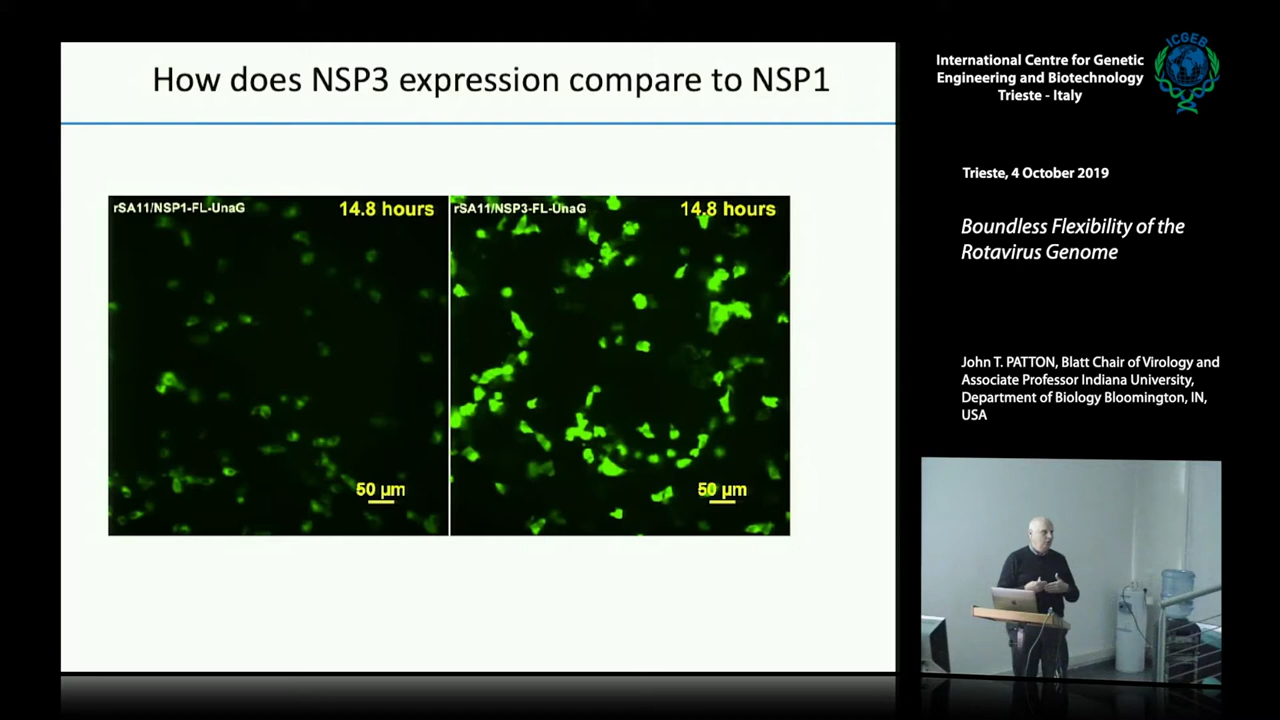 How does NSP3 expression compare to NSP1
rSA11/NSP1-FL-UnaG
14.8 hours
50 µm
rSA11/NSP3-FL-UnaG
14.8 hours
50 µm
International Centre for Genetic
Engineering and Biotechnology
Trieste - Italy
ICGEB
Trieste, 4 October 2019
Boundless Flexibility of the
Rotavirus Genome
John T. PATTON, Blatt Chair of Virology and
Associate Professor Indiana University,
Department of Biology Bloomington, IN,
USA